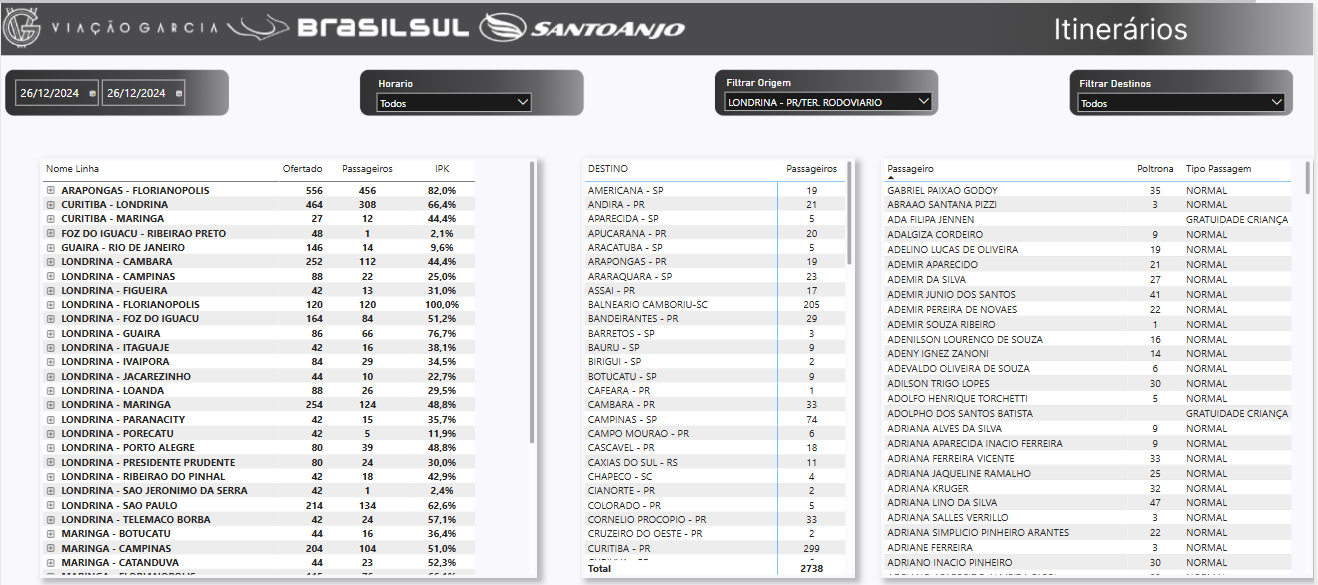 VIAÇÃO GARCIA BRASILSUL SANTOANJO Itinerários
26/12/2024 26/12/2024
Horario
Todos
Filtrar Origem
LONDRINA - PR/TER. RODOVIARIO
Filtrar Destinos
Todos
Nome Linha Ofertado Passageiros IPK
ARAPONGAS - FLORIANOPOLIS 556 456 82,0%
CURITIBA - LONDRINA 464 308 66,4%
CURITIBA - MARINGA 27 12 44,4%
FOZ DO IGUACU - RIBEIRAO PRETO 48 1 2,1%
GUAIRA - RIO DE JANEIRO 146 14 9,6%
LONDRINA - CAMBARA 252 112 44,4%
LONDRINA - CAMPINAS 88 22 25,0%
LONDRINA - FIGUEIRA 42 13 31,0%
LONDRINA - FLORIANOPOLIS 120 120 100,0%
LONDRINA - FOZ DO IGUACU 164 84 51,2%
LONDRINA - GUAIRA 86 66 76,7%
LONDRINA - ITAGUAJE 42 16 38,1%
LONDRINA - IVAIPORA 84 29 34,5%
LONDRINA - JACAREZINHO 44 10 22,7%
LONDRINA - LOANDA 88 26 29,5%
LONDRINA - MARINGA 254 124 48,8%
LONDRINA - PARANACITY 42 15 35,7%
LONDRINA - PORECATU 42 5 11,9%
LONDRINA - PORTO ALEGRE 80 39 48,8%
LONDRINA - PRESIDENTE PRUDENTE 80 24 30,0%
LONDRINA - RIBEIRAO DO PINHAL 42 18 42,9%
LONDRINA - SAO JERONIMO DA SERRA 42 1 2,4%
LONDRINA - SAO PAULO 214 134 62,6%
LONDRINA - TELEMACO BORBA 42 24 57,1%
MARINGA - BOTUCATU 44 16 36,4%
MARINGA - CAMPINAS 204 104 51,0%
MARINGA - CATANDUVA 44 23 52,3%
DESTINO Passageiros
AMERICANA - SP 19
ANDIRA - PR 21
APARECIDA - SP 5
APUCARANA - PR 20
ARACATUBA - SP 5
ARAPONGAS - PR 19
ARARAQUARA - SP 23
ASSAI - PR 17
BALNEARIO CAMBORIU-SC 205
BANDEIRANTES - PR 29
BARRETOS - SP 3
BAURU - SP 9
BIRIGUI - SP 2
BOTUCATU - SP 9
CAFEARA - PR 1
CAMBARA - PR 33
CAMPINAS - SP 74
CAMPO MOURAO - PR 6
CASCAVEL - PR 18
CAXIAS DO SUL - RS 11
CHAPECO - SC 4
CIANORTE - PR 2
COLORADO - PR 5
CORNELIO PROCOPIO - PR 33
CRUZEIRO DO OESTE - PR 2
CURITIBA - PR 299
Total 2738
Passageiro Poltrona Tipo Passagem
GABRIEL PAIXAO GODOY 35 NORMAL
ABRAAO SANTANA PIZZI 3 NORMAL
ADA FILIPA JENNEN GRATUIDADE CRIANÇA
ADALGIZA CORDEIRO 9 NORMAL
ADELINO LUCAS DE OLIVEIRA 19 NORMAL
ADEMIR APARECIDO 21 NORMAL
ADEMIR DA SILVA 27 NORMAL
ADEMIR JUNIO DOS SANTOS 41 NORMAL
ADEMIR PEREIRA DE NOVAES 22 NORMAL
ADEMIR SOUZA RIBEIRO 1 NORMAL
ADENILSON LOURENCO DE SOUZA 16 NORMAL
ADENY IGNEZ ZANONI 14 NORMAL
ADEVALDO OLIVEIRA DE SOUZA 6 NORMAL
ADILSON TRIGO LOPES 30 NORMAL
ADOLFO HENRIQUE TORCHETTI 5 NORMAL
ADOLPHO DOS SANTOS BATISTA GRATUIDADE CRIANÇA
ADRIANA ALVES DA SILVA 9 NORMAL
ADRIANA APARECIDA INACIO FERREIRA 9 NORMAL
ADRIANA FERREIRA VICENTE 33 NORMAL
ADRIANA JAQUELINE RAMALHO 25 NORMAL
ADRIANA KRUGER 32 NORMAL
ADRIANA LINO DA SILVA 47 NORMAL
ADRIANA SALLES VERRILLO 3 NORMAL
ADRIANA SIMPLICIO PINHEIRO ARANTES 22 NORMAL
ADRIANE FERREIRA 3 NORMAL
ADRIANO INACIO PINHEIRO 30 NORMAL